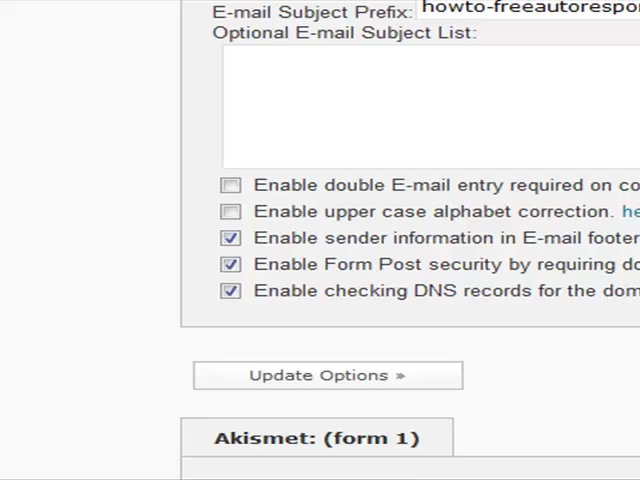 E-mail Subject Prefix: howto-freeautorespo
Optional E-mail Subject List:
Enable double E-mail entry required on co
Enable upper case alphabet correction. he
Enable sender information in E-mail footer
Enable Form Post security by requiring do
Enable checking DNS records for the dom
Update Options »
Akismet: (form 1)